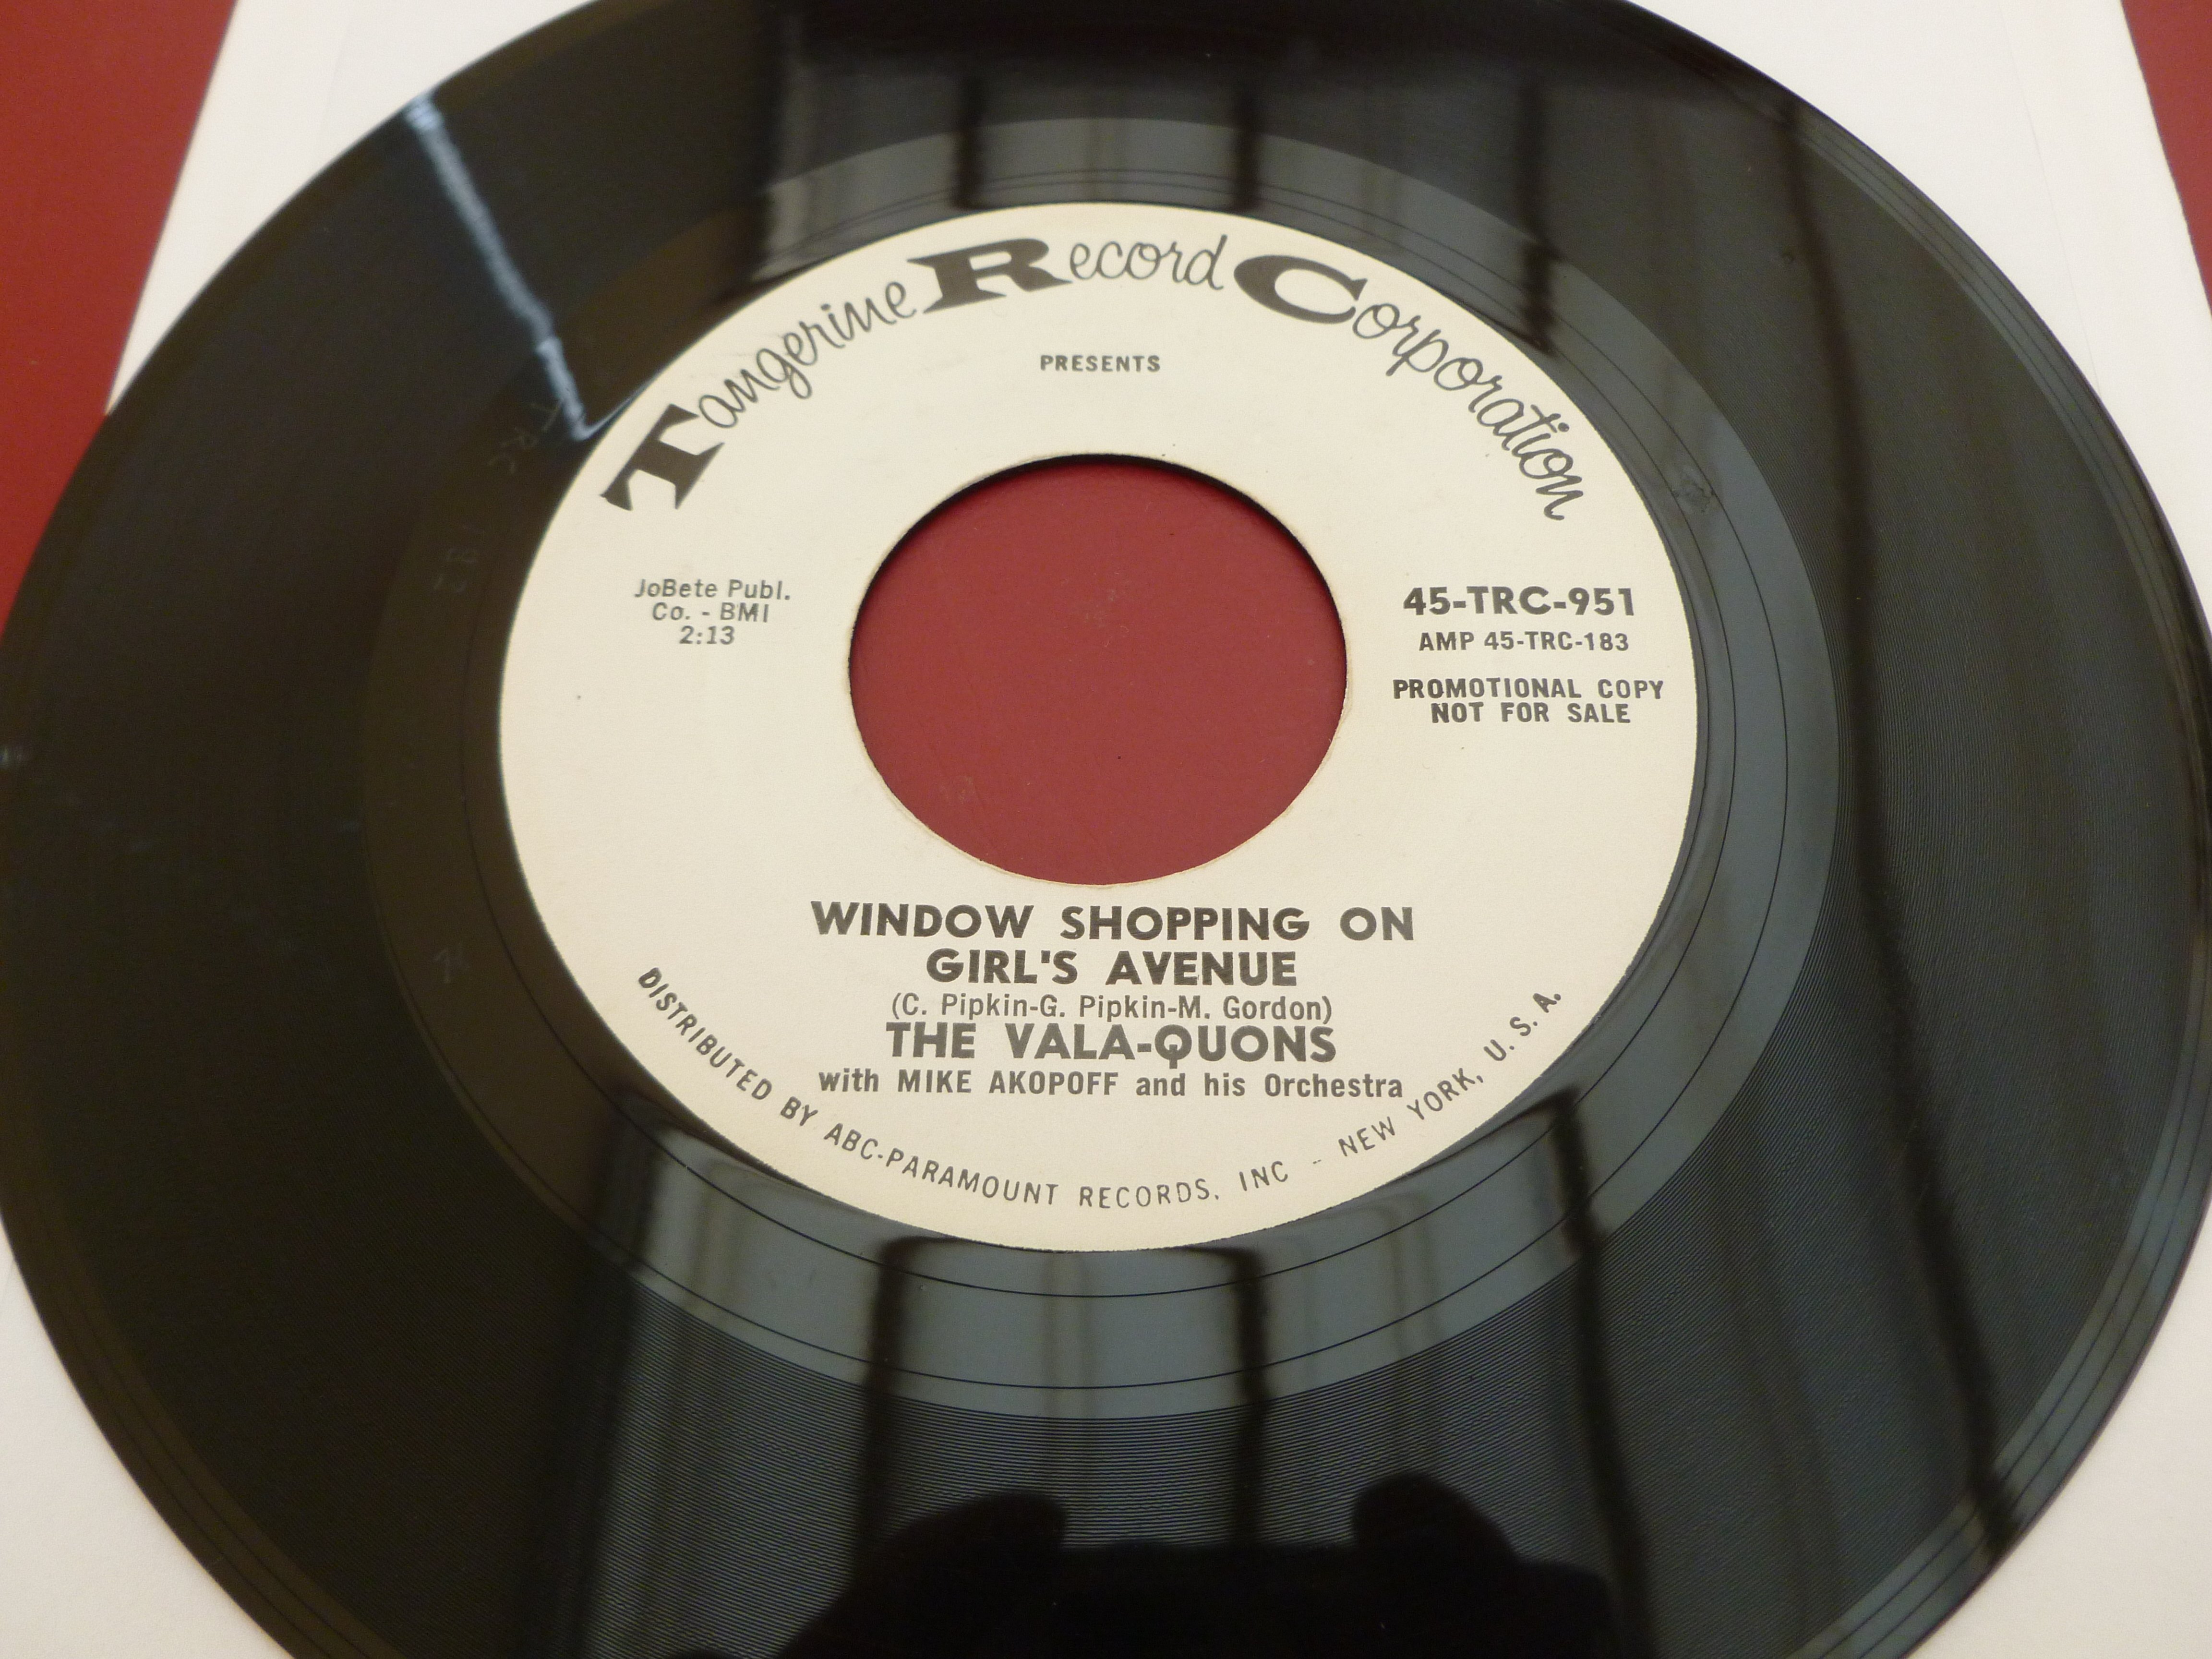 Tangerine Record Corporation
PRESENTS
JoBete Publ.
Co. - BMI
2:13
45-TRC-951
AMP 45-TRC-183
PROMOTIONAL COPY
NOT FOR SALE
WINDOW SHOPPING ON
GIRL'S AVENUE
(C. Pipkin-G. Pipkin-M. Gordon)
THE VALA-QUONS
with MIKE AKOPOFF and his Orchestra
DISTRIBUTED BY ABC-PARAMOUNT RECORDS, INC - NEW YORK, U. S. A.